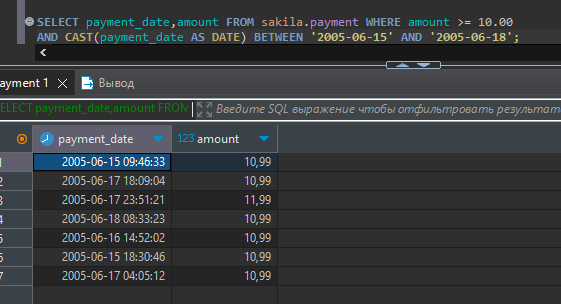 SELECT payment_date,amount FROM sakila.payment WHERE amount >= 10.00
AND CAST(payment_date AS DATE) BETWEEN '2005-06-15' AND '2005-06-18';
ayment 1 Вывод
SELECT payment_date,amount FROM Введите SQL выражение чтобы отфильтровать результат
payment_date 123 amount
1 2005-06-15 09:46:33 10,99
2 2005-06-17 18:09:04 10,99
3 2005-06-17 23:51:21 11,99
4 2005-06-18 08:33:23 10,99
5 2005-06-16 14:52:02 10,99
6 2005-06-15 18:30:46 10,99
7 2005-06-17 04:05:12 10,99